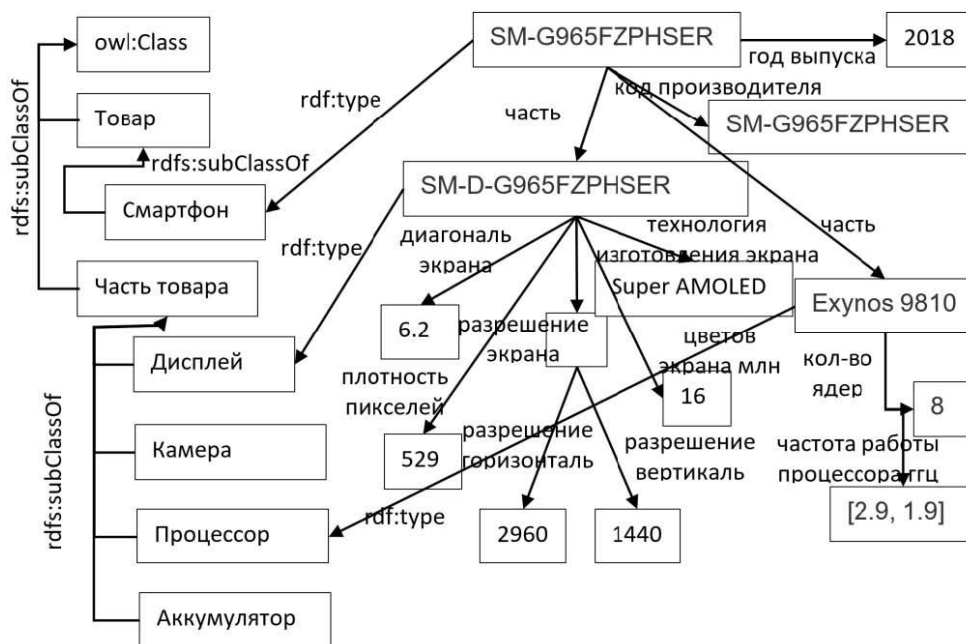 owl:Class
SM-G965FZPHSER
2018
год выпуска
rdf:type
код производителя
Товар
часть
SM-G965FZPHSER
rdfs:subClassOf
rdfs:subClassOf
SM-D-G965FZPHSER
Смартфон
технология
часть
диагональ
rdf:type
изготовления экрана
экрана
Часть товара
Super AMOLED
6.2
разрешение
Exynos 9810
экрана
цветов
Дисплей
экрана млн
кол-во
ядер
плотность
пикселей
16
8
rdfs:subClassOf
Камера
529
разрешение
горизонталь
разрешение
вертикаль
частота работы
процессора ггц
rdf:type
Процессор
2960
1440
[2.9, 1.9]
Аккумулятор